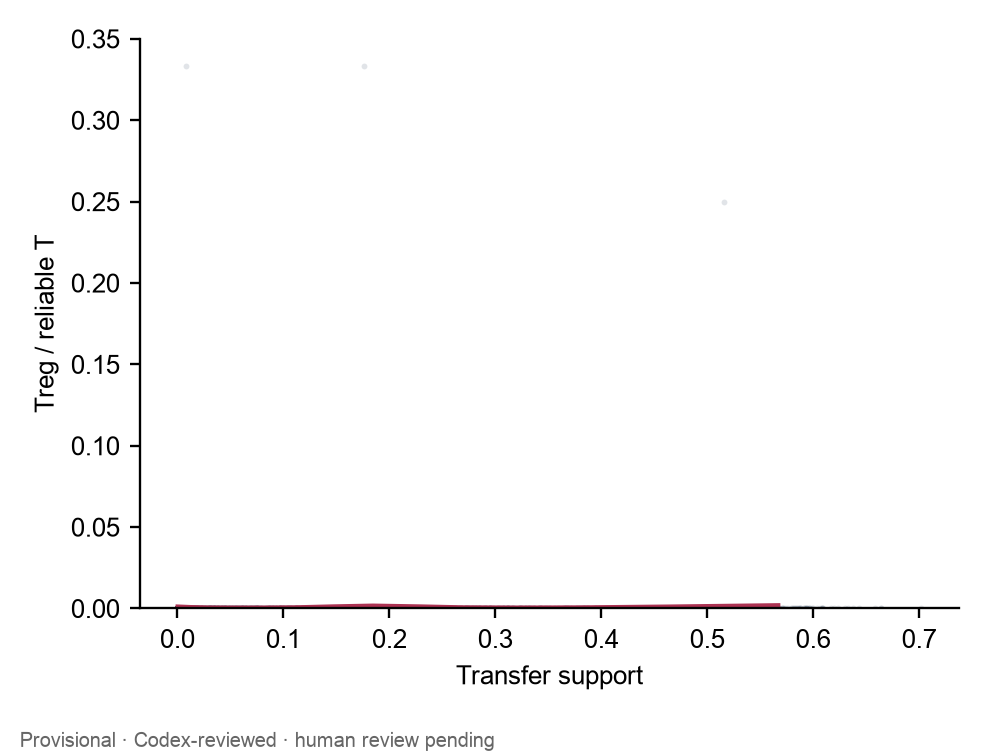 0.35
0.30
0.25
0.20
0.15
0.10
0.05
0.00
Treg / reliable T
0.0 0.1 0.2 0.3 0.4 0.5 0.6 0.7
Transfer support
Provisional · Codex-reviewed · human review pending